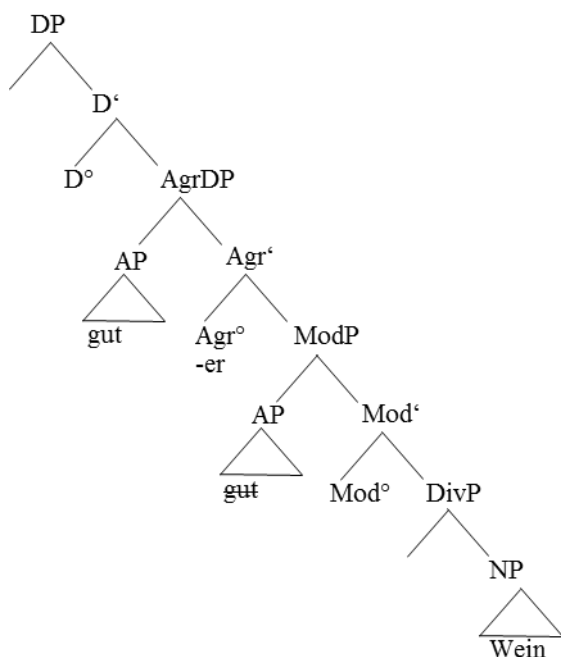 DP
D‘
D° AgrDP
AP Agr‘
gut Agr° ModP
-er
AP Mod‘
gut Mod° DivP
NP
Wein